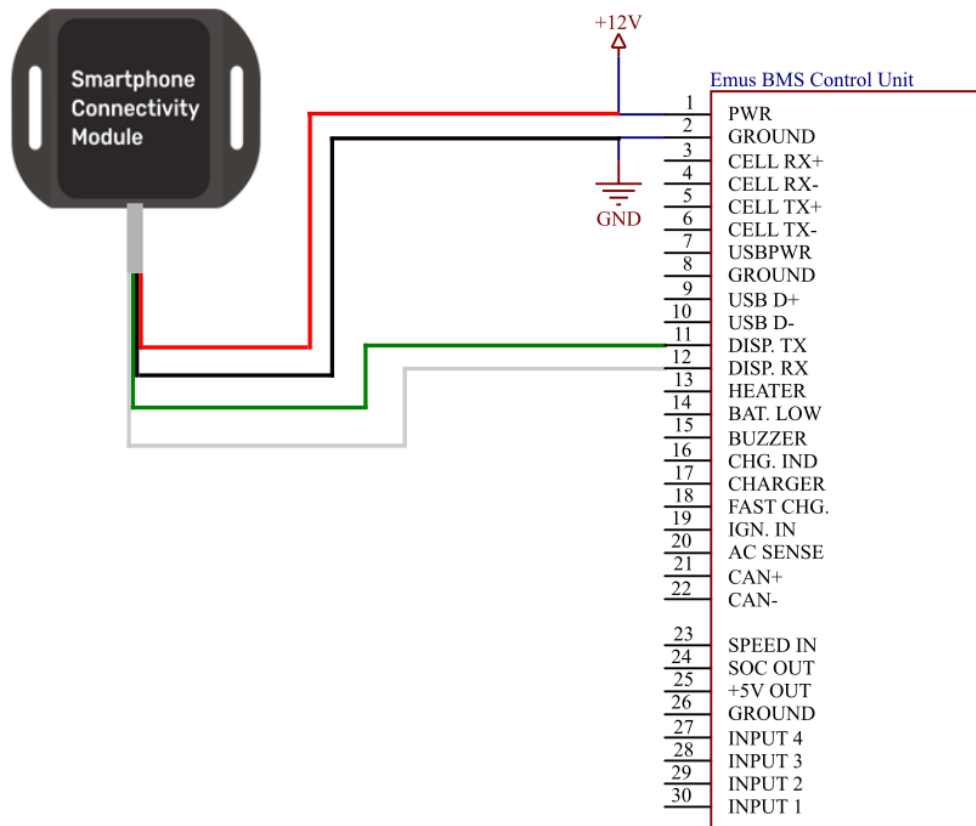 Smartphone
Connectivity
Module
+12V
GND
Emus BMS Control Unit
1 PWR
2 GROUND
3 CELL RX+
4 CELL RX-
5 CELL TX+
6 CELL TX-
7 USBPWR
8 GROUND
9 USB D+
10 USB D-
11 DISP. TX
12 DISP. RX
13 HEATER
14 BAT. LOW
15 BUZZER
16 CHG. IND
17 CHARGER
18 FAST CHG.
19 IGN. IN
20 AC SENSE
21 CAN+
22 CAN-
23 SPEED IN
24 SOC OUT
25 +5V OUT
26 GROUND
27 INPUT 4
28 INPUT 3
29 INPUT 2
30 INPUT 1